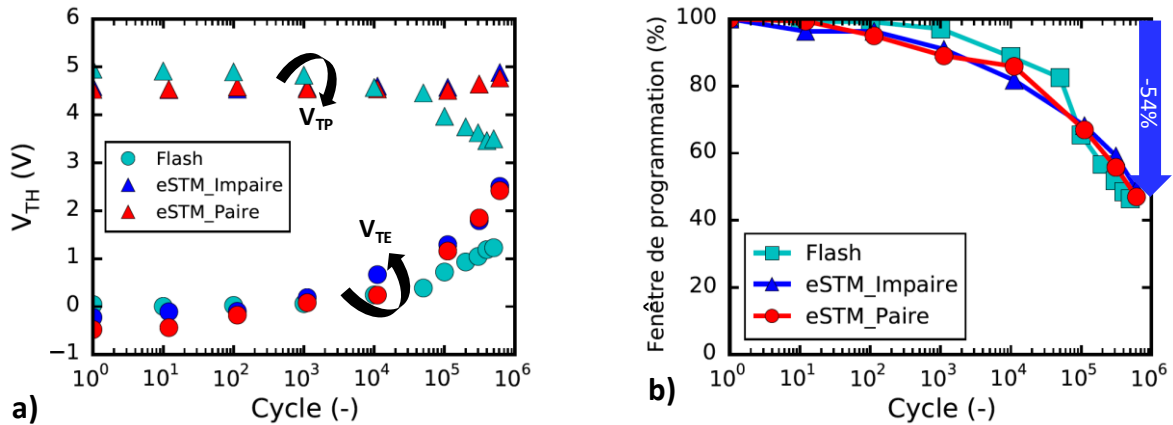 6
5
4
3
2
1
0
−1
V_TH (V)
V_TP
Flash
eSTM_Impaire
eSTM_Paire
V_TE
10^0 10^1 10^2 10^3 10^4 10^5 10^6
Cycle (-)
a)
100
80
60
40
20
0
Fenêtre de programmation (%)
-54%
Flash
eSTM_Impaire
eSTM_Paire
10^0 10^1 10^2 10^3 10^4 10^5 10^6
Cycle (-)
b)